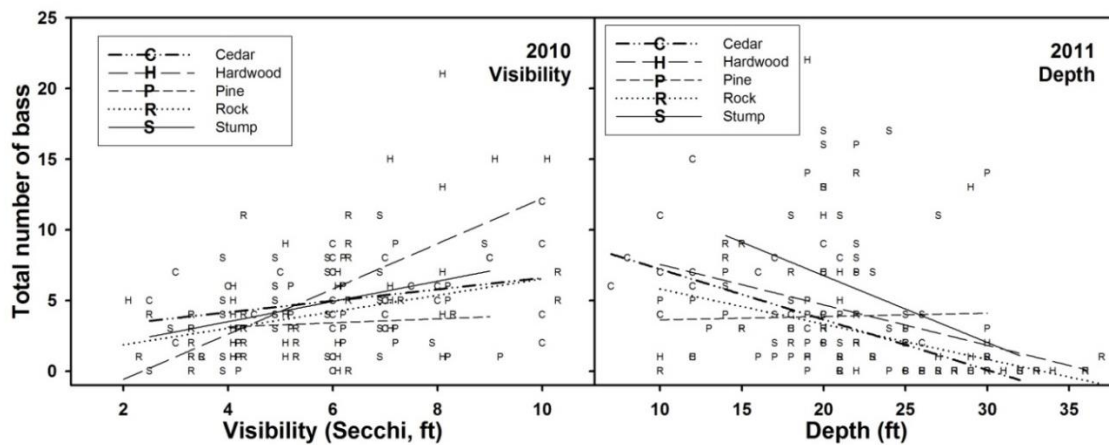 25
20
15
10
5
0
Total number of bass
C Cedar
H Hardwood
P Pine
R Rock
S Stump
2010
Visibility
2 4 6 8 10
Visibility (Secchi, ft)
C Cedar
H Hardwood
P Pine
R Rock
S Stump
2011
Depth
10 15 20 25 30 35
Depth (ft)